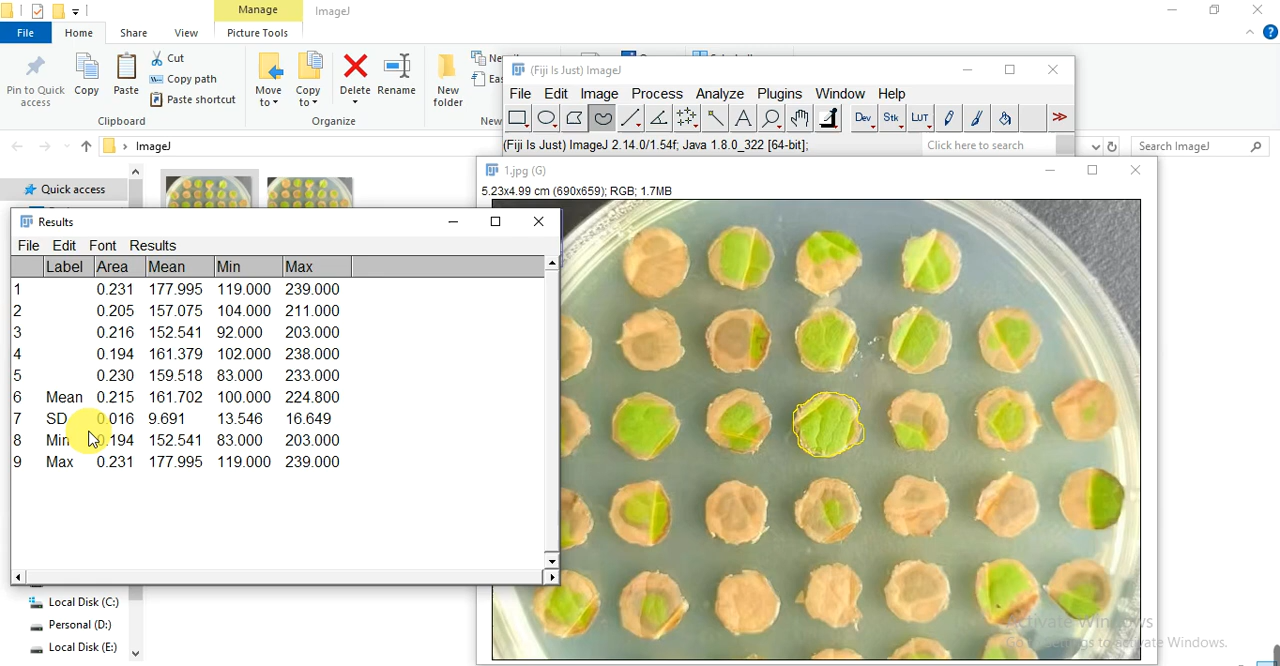 Manage
ImageJ
File
Home
Share
View
Picture Tools
Pin to Quick access
Copy
Paste
Cut
Copy path
Paste shortcut
Clipboard
Move to
Copy to
Delete
Rename
Organize
New folder
ImageJ
Search ImageJ
Quick access
(Fiji Is Just) ImageJ
File Edit Image Process Analyze Plugins Window Help
Dev Stk LUT
(Fiji Is Just) ImageJ 2.14.0/1.54f; Java 1.8.0_322 [64-bit];
Click here to search
1.jpg (G)
5.23x4.99 cm (690x659); RGB; 1.7MB
Results
File Edit Font Results
Label Area Mean Min Max
1 0.231 177.995 119.000 239.000
2 0.205 157.075 104.000 211.000
3 0.216 152.541 92.000 203.000
4 0.194 161.379 102.000 238.000
5 0.230 159.518 83.000 233.000
6 Mean 0.215 161.702 100.000 224.800
7 SD 0.016 9.691 13.546 16.649
8 Min 0.194 152.541 83.000 203.000
9 Max 0.231 177.995 119.000 239.000
Local Disk (C:)
Personal (D:)
Local Disk (E:)
Activate Windows
Go to Settings to activate Windows.